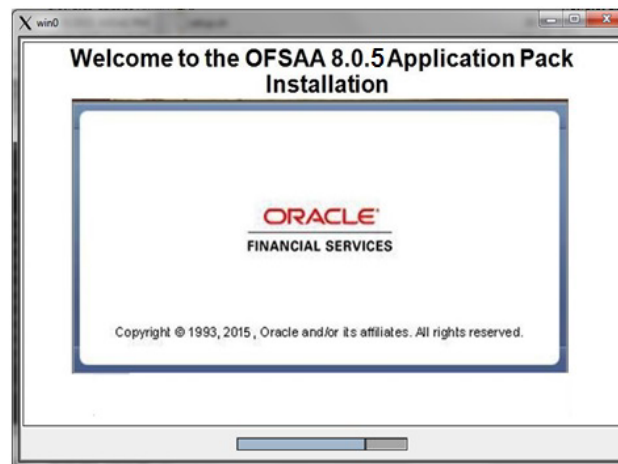 win0
Welcome to the OFSAA 8.0.5 Application Pack
Installation
ORACLE
FINANCIAL SERVICES
Copyright © 1993, 2015 , Oracle and/or its affiliates. All rights reserved.